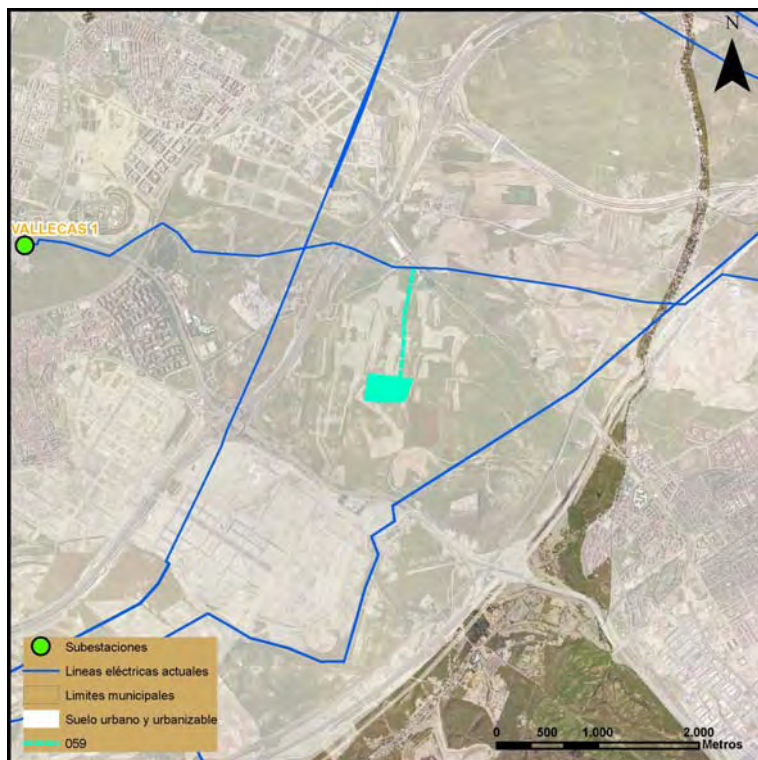 N
VALLECAS 1
Subestaciones
Lineas eléctricas actuales
Limites municipales
Suelo urbano y urbanizable
059
0 500 1.000 2.000
Metros